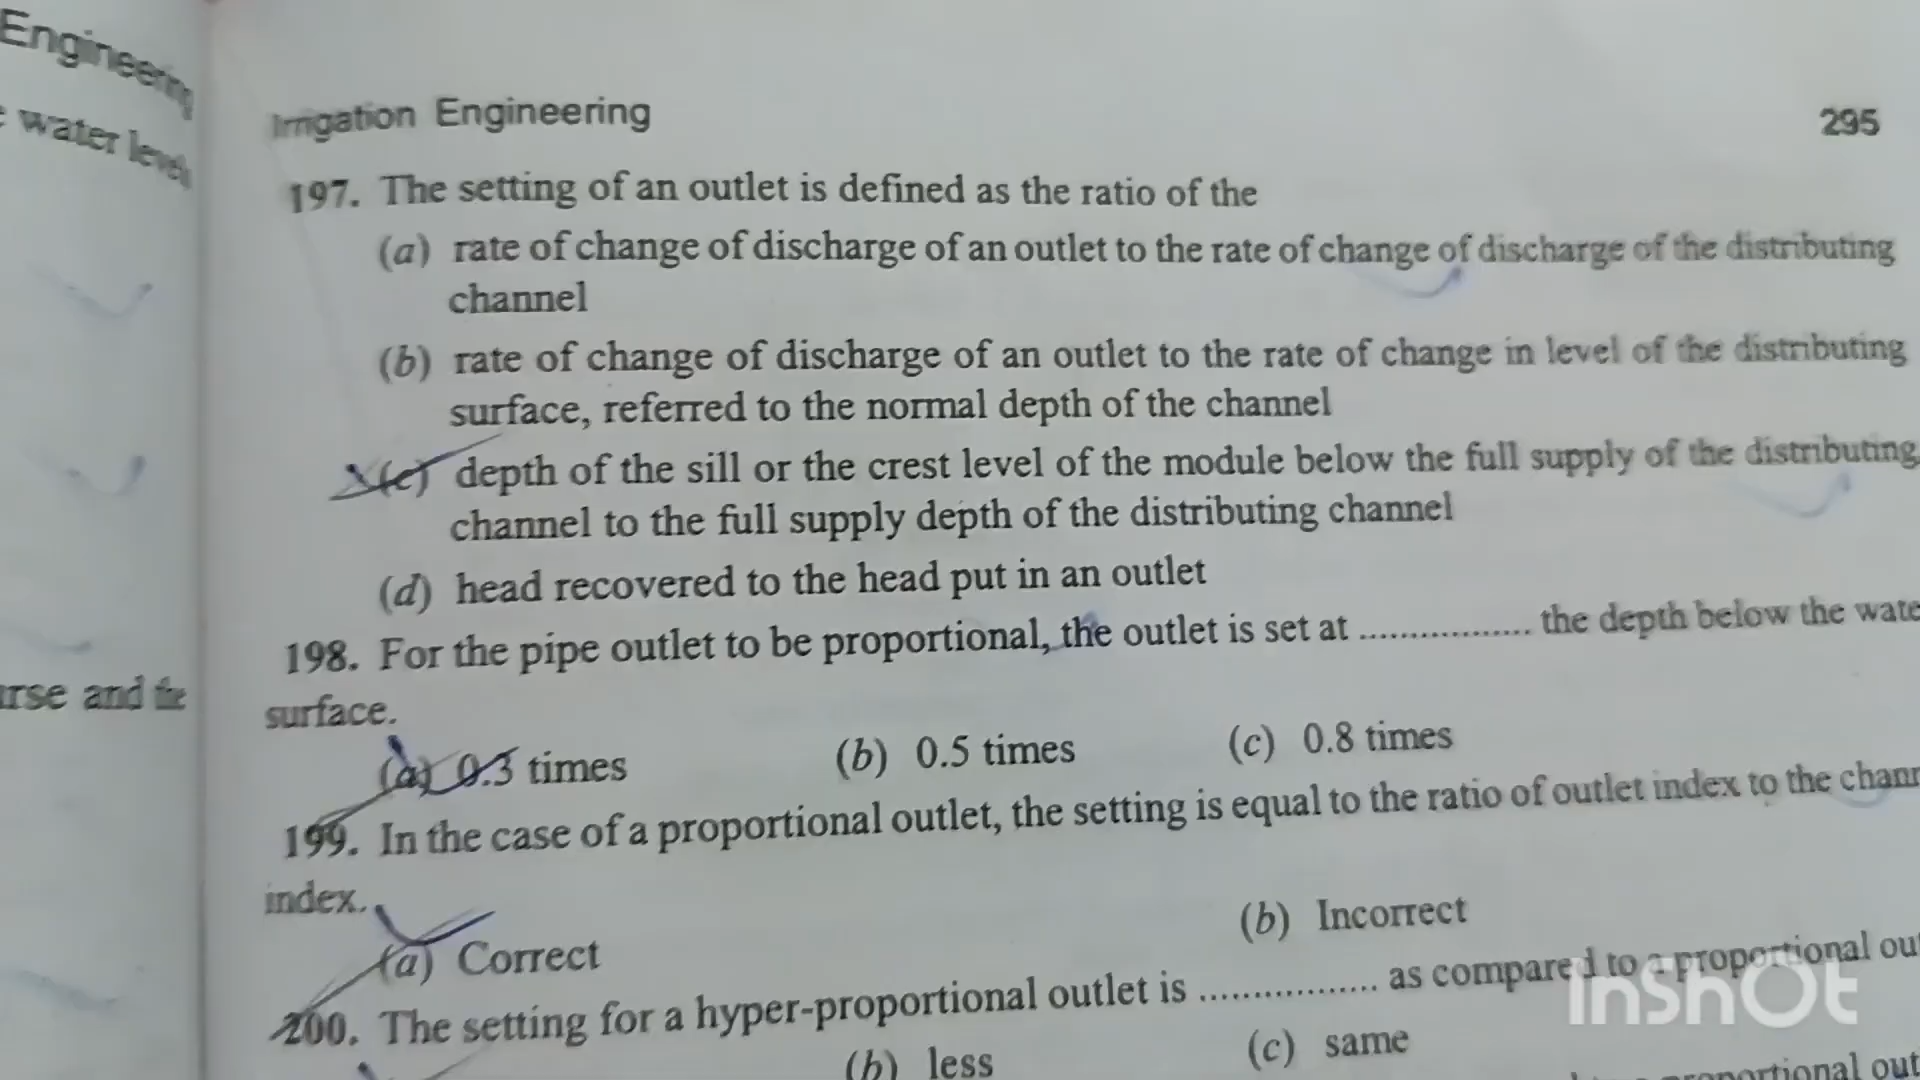 Engineering
water levels
Irrigation Engineering
295
197. The setting of an outlet is defined as the ratio of the
(a) rate of change of discharge of an outlet to the rate of change of discharge of the distributing
channel
(b) rate of change of discharge of an outlet to the rate of change in level of the distributing
surface, referred to the normal depth of the channel
(c) depth of the sill or the crest level of the module below the full supply of the distributing
channel to the full supply depth of the distributing channel
(d) head recovered to the head put in an outlet
198. For the pipe outlet to be proportional, the outlet is set at ................. the depth below the wate
surface.
urse and the
(a) 0.3 times (b) 0.5 times (c) 0.8 times
199. In the case of a proportional outlet, the setting is equal to the ratio of outlet index to the chann
index.
(a) Correct (b) Incorrect
200. The setting for a hyper-proportional outlet is ................. as compared to a proportional out
(b) less (c) same
proportional out
InShOt